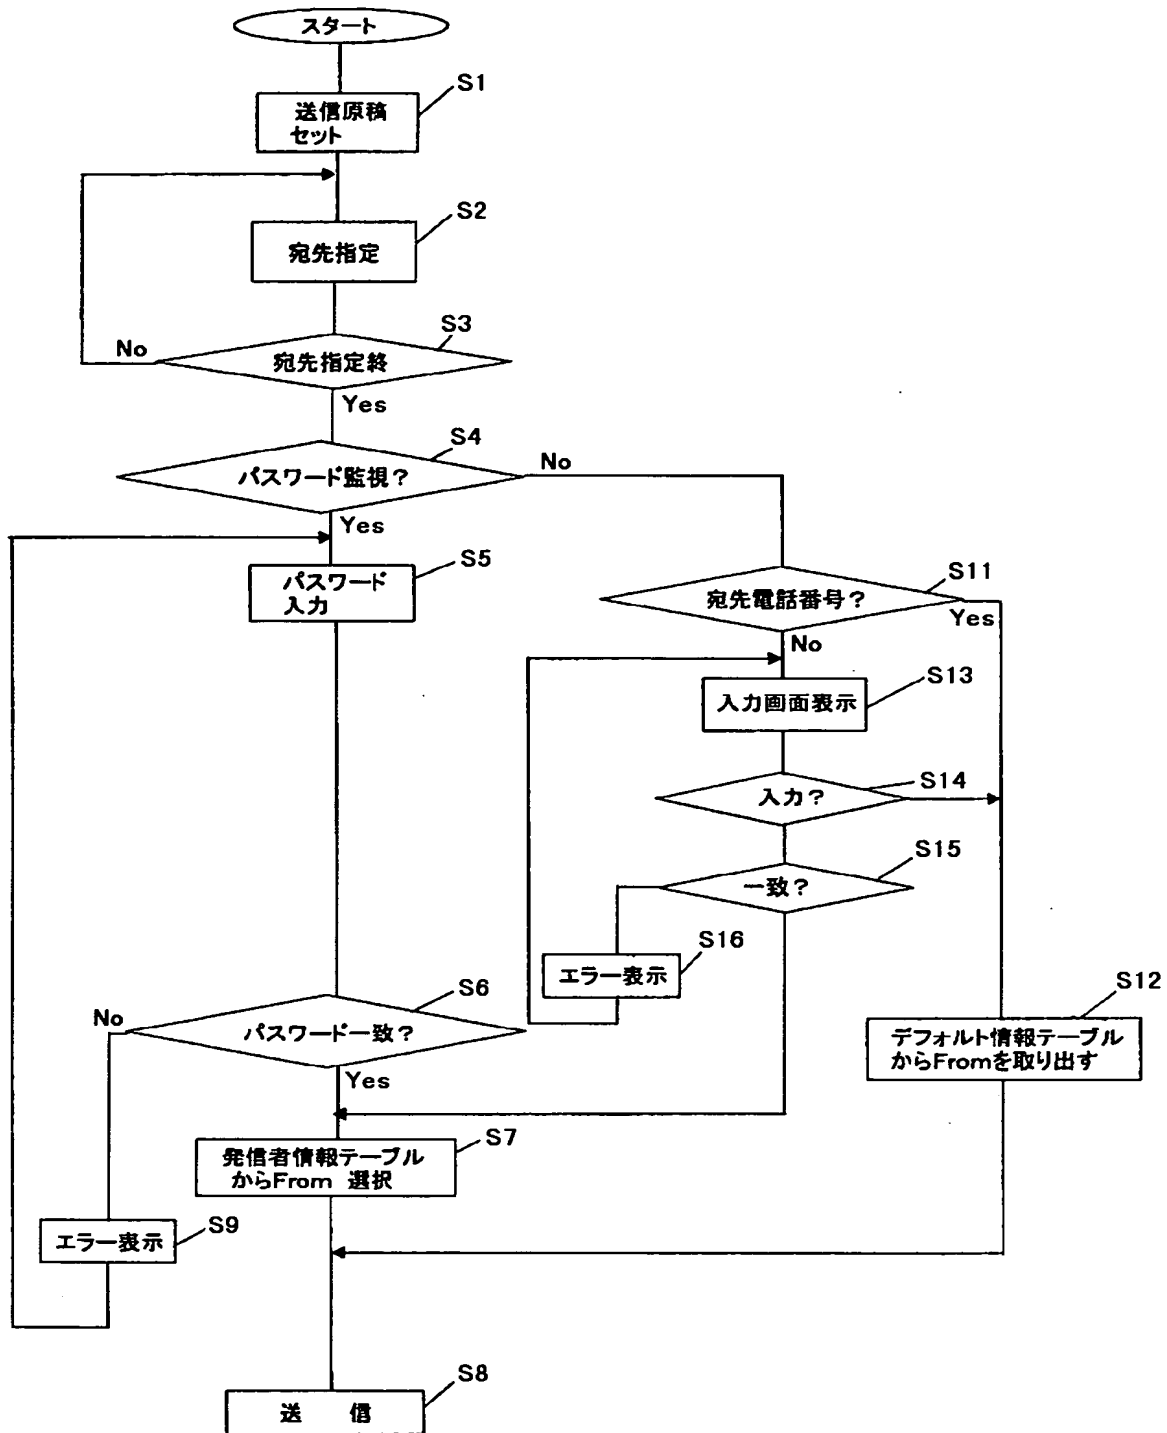 スタート
S1
送信原稿
セット
S2
宛先指定
S3
No
宛先指定終
Yes
S4
パスワード監視?
No
Yes
S5
パスワード
入力
S11
宛先電話番号?
Yes
No
S13
入力画面表示
S14
入力?
S15
一致?
S16
エラー表示
S12
デフォルト情報テーブル
からFromを取り出す
S6
No
パスワード一致?
Yes
S7
発信者情報テーブル
からFrom 選択
S9
エラー表示
S8
送 信